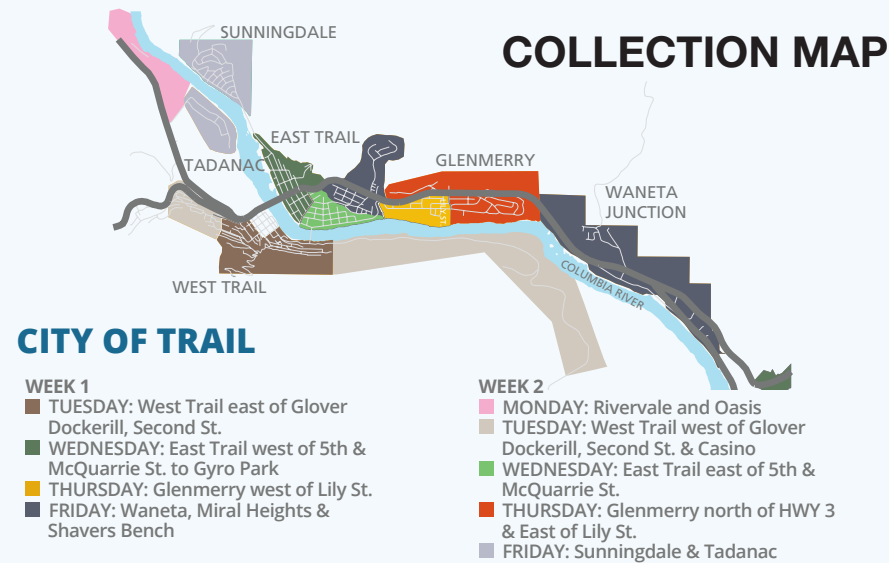 COLLECTION MAP
SUNNINGDALE
EAST TRAIL
TADANAC
GLENMERRY
WANETA
JUNCTION
COLUMBIA RIVER
WEST TRAIL
CITY OF TRAIL
WEEK 1
TUESDAY: West Trail east of Glover
Dockerill, Second St.
WEDNESDAY: East Trail west of 5th &
McQuarrie St. to Gyro Park
THURSDAY: Glenmerry west of Lily St.
FRIDAY: Waneta, Miral Heights &
Shavers Bench
WEEK 2
MONDAY: Rivervale and Oasis
TUESDAY: West Trail west of Glover
Dockerill, Second St. & Casino
WEDNESDAY: East Trail east of 5th &
McQuarrie St.
THURSDAY: Glenmerry north of HWY 3
& East of Lily St.
FRIDAY: Sunningdale & Tadanac